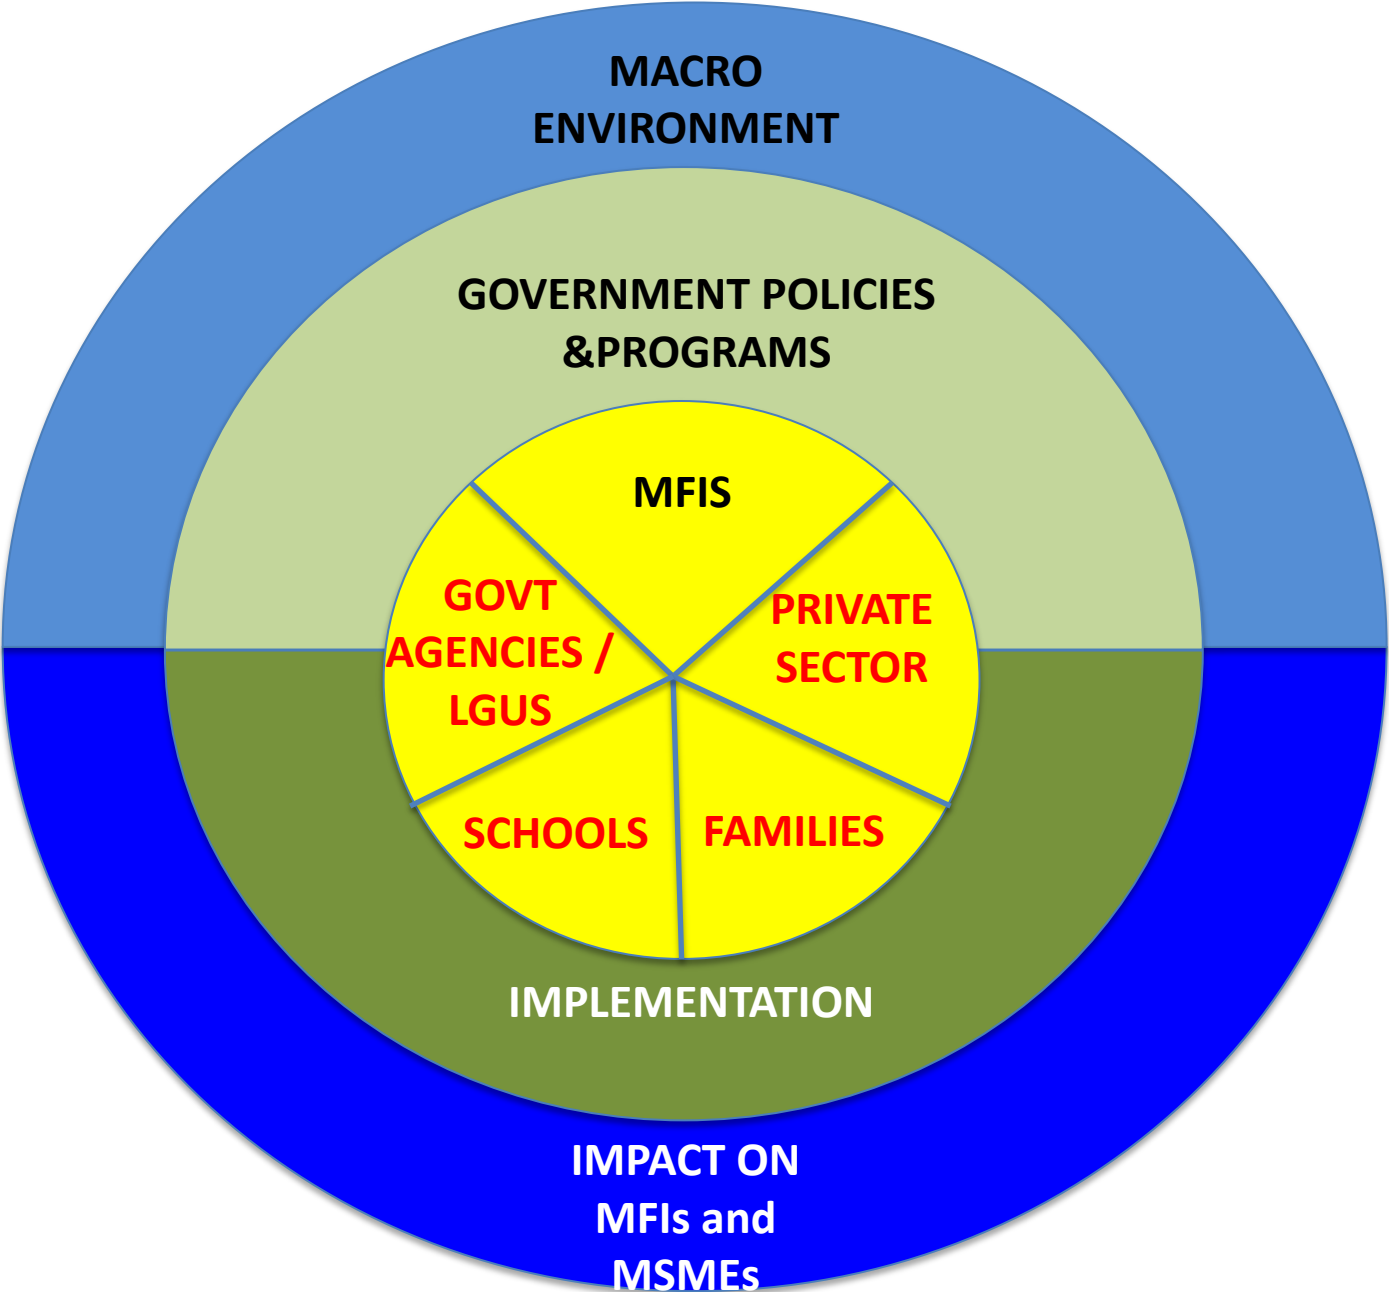 MACRO
ENVIRONMENT
GOVERNMENT POLICIES
&PROGRAMS
MFIS
GOVT
AGENCIES /
LGUS
PRIVATE
SECTOR
SCHOOLS
FAMILIES
IMPLEMENTATION
IMPACT ON
MFIs and
MSMEs